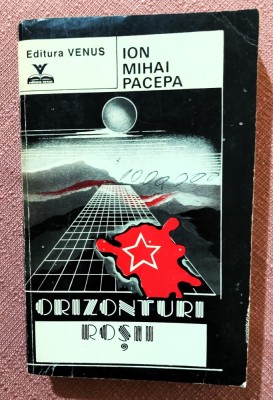 Editura VENUS
ION
MIHAI
PACEPA
ORIZONTURI
ROȘII